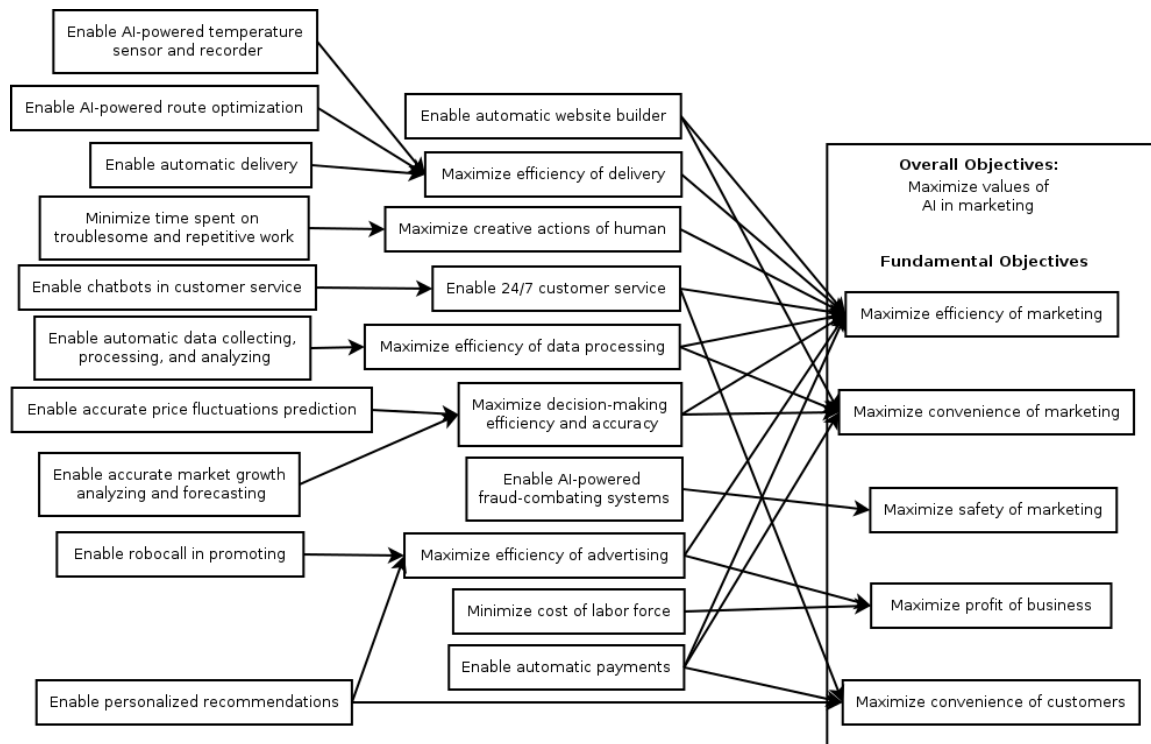 Enable AI-powered temperature
sensor and recorder
Enable AI-powered route optimization
Enable automatic delivery
Minimize time spent on
troublesome and repetitive work
Enable chatbots in customer service
Enable automatic data collecting,
processing, and analyzing
Enable accurate price fluctuations prediction
Enable accurate market growth
analyzing and forecasting
Enable robocall in promoting
Enable personalized recommendations
Enable automatic website builder
Maximize efficiency of delivery
Maximize creative actions of human
Enable 24/7 customer service
Maximize efficiency of data processing
Maximize decision-making
efficiency and accuracy
Enable AI-powered
fraud-combating systems
Maximize efficiency of advertising
Minimize cost of labor force
Enable automatic payments
Overall Objectives:
Maximize values of
AI in marketing
Fundamental Objectives
Maximize efficiency of marketing
Maximize convenience of marketing
Maximize safety of marketing
Maximize profit of business
Maximize convenience of customers